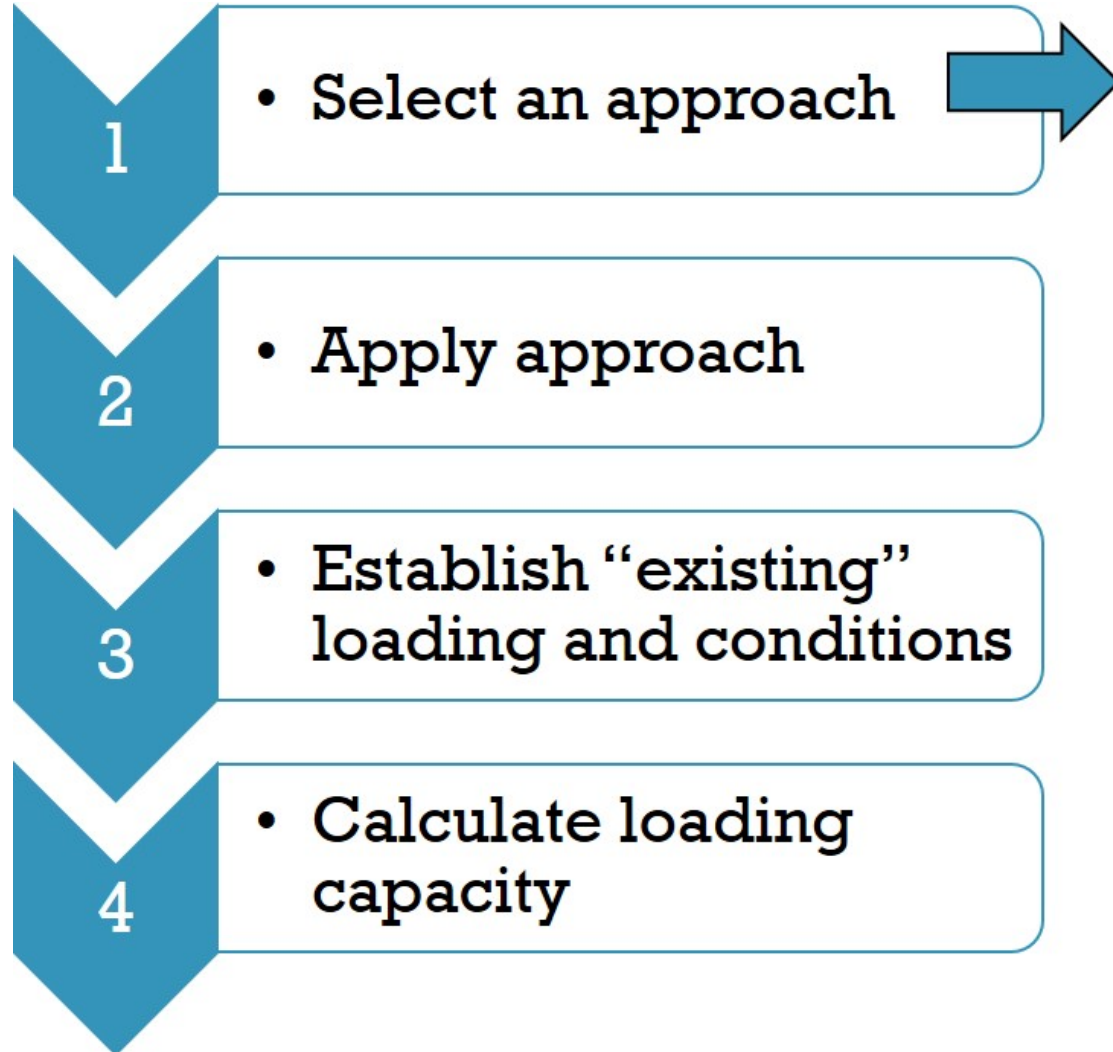 1
• Select an approach
2
• Apply approach
3
• Establish “existing”
loading and conditions
4
• Calculate loading
capacity